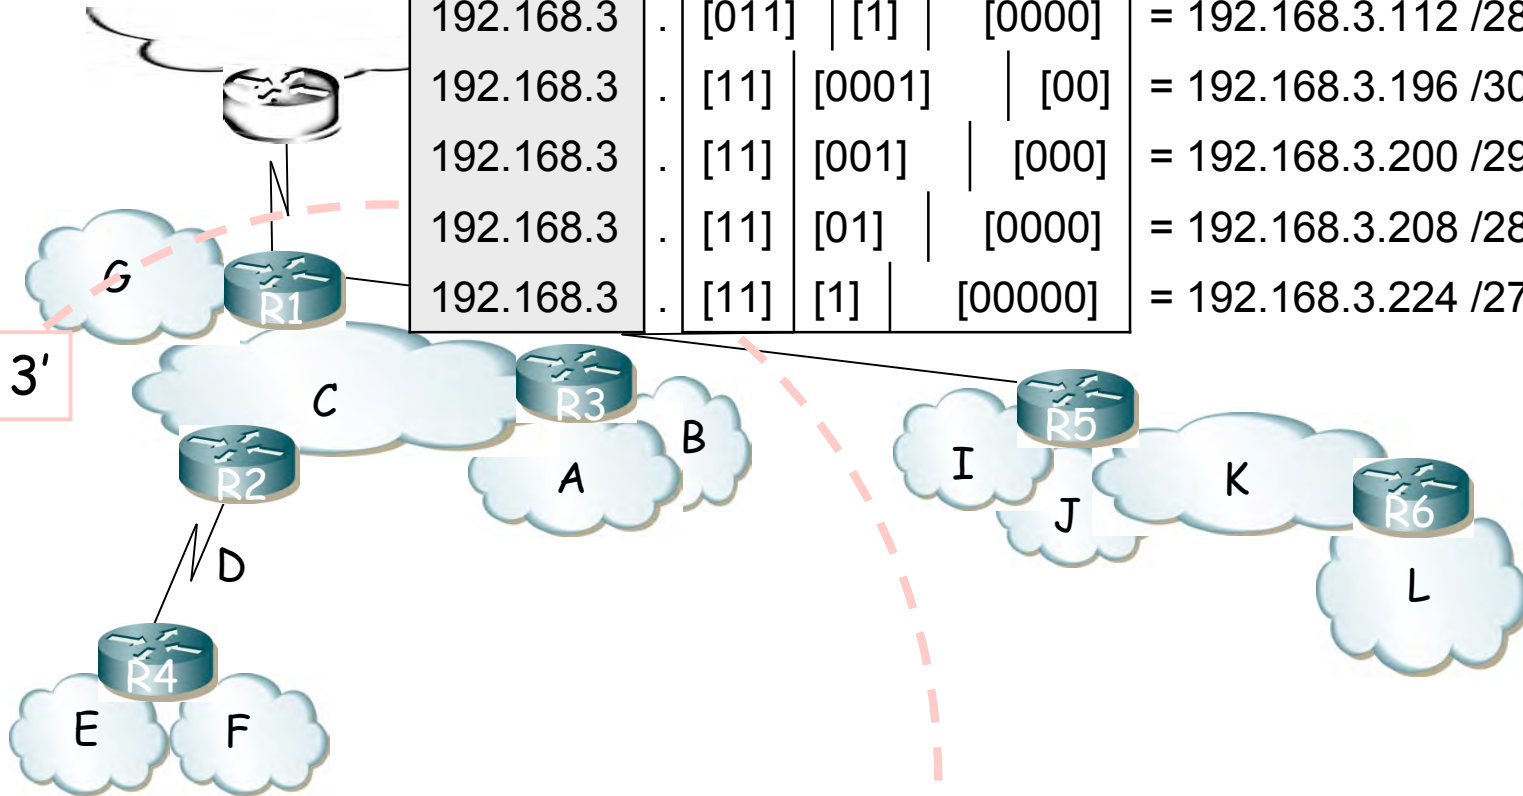 192.168.3 . [011] [1] [0000] = 192.168.3.112 /28
192.168.3 . [11] [0001] [00] = 192.168.3.196 /30
192.168.3 . [11] [001] [000] = 192.168.3.200 /29
192.168.3 . [11] [01] [0000] = 192.168.3.208 /28
192.168.3 . [11] [1] [00000] = 192.168.3.224 /27
G
R1
3'
C
R3
B
A
R2
D
R4
E
F
R5
I
J
K
R6
L